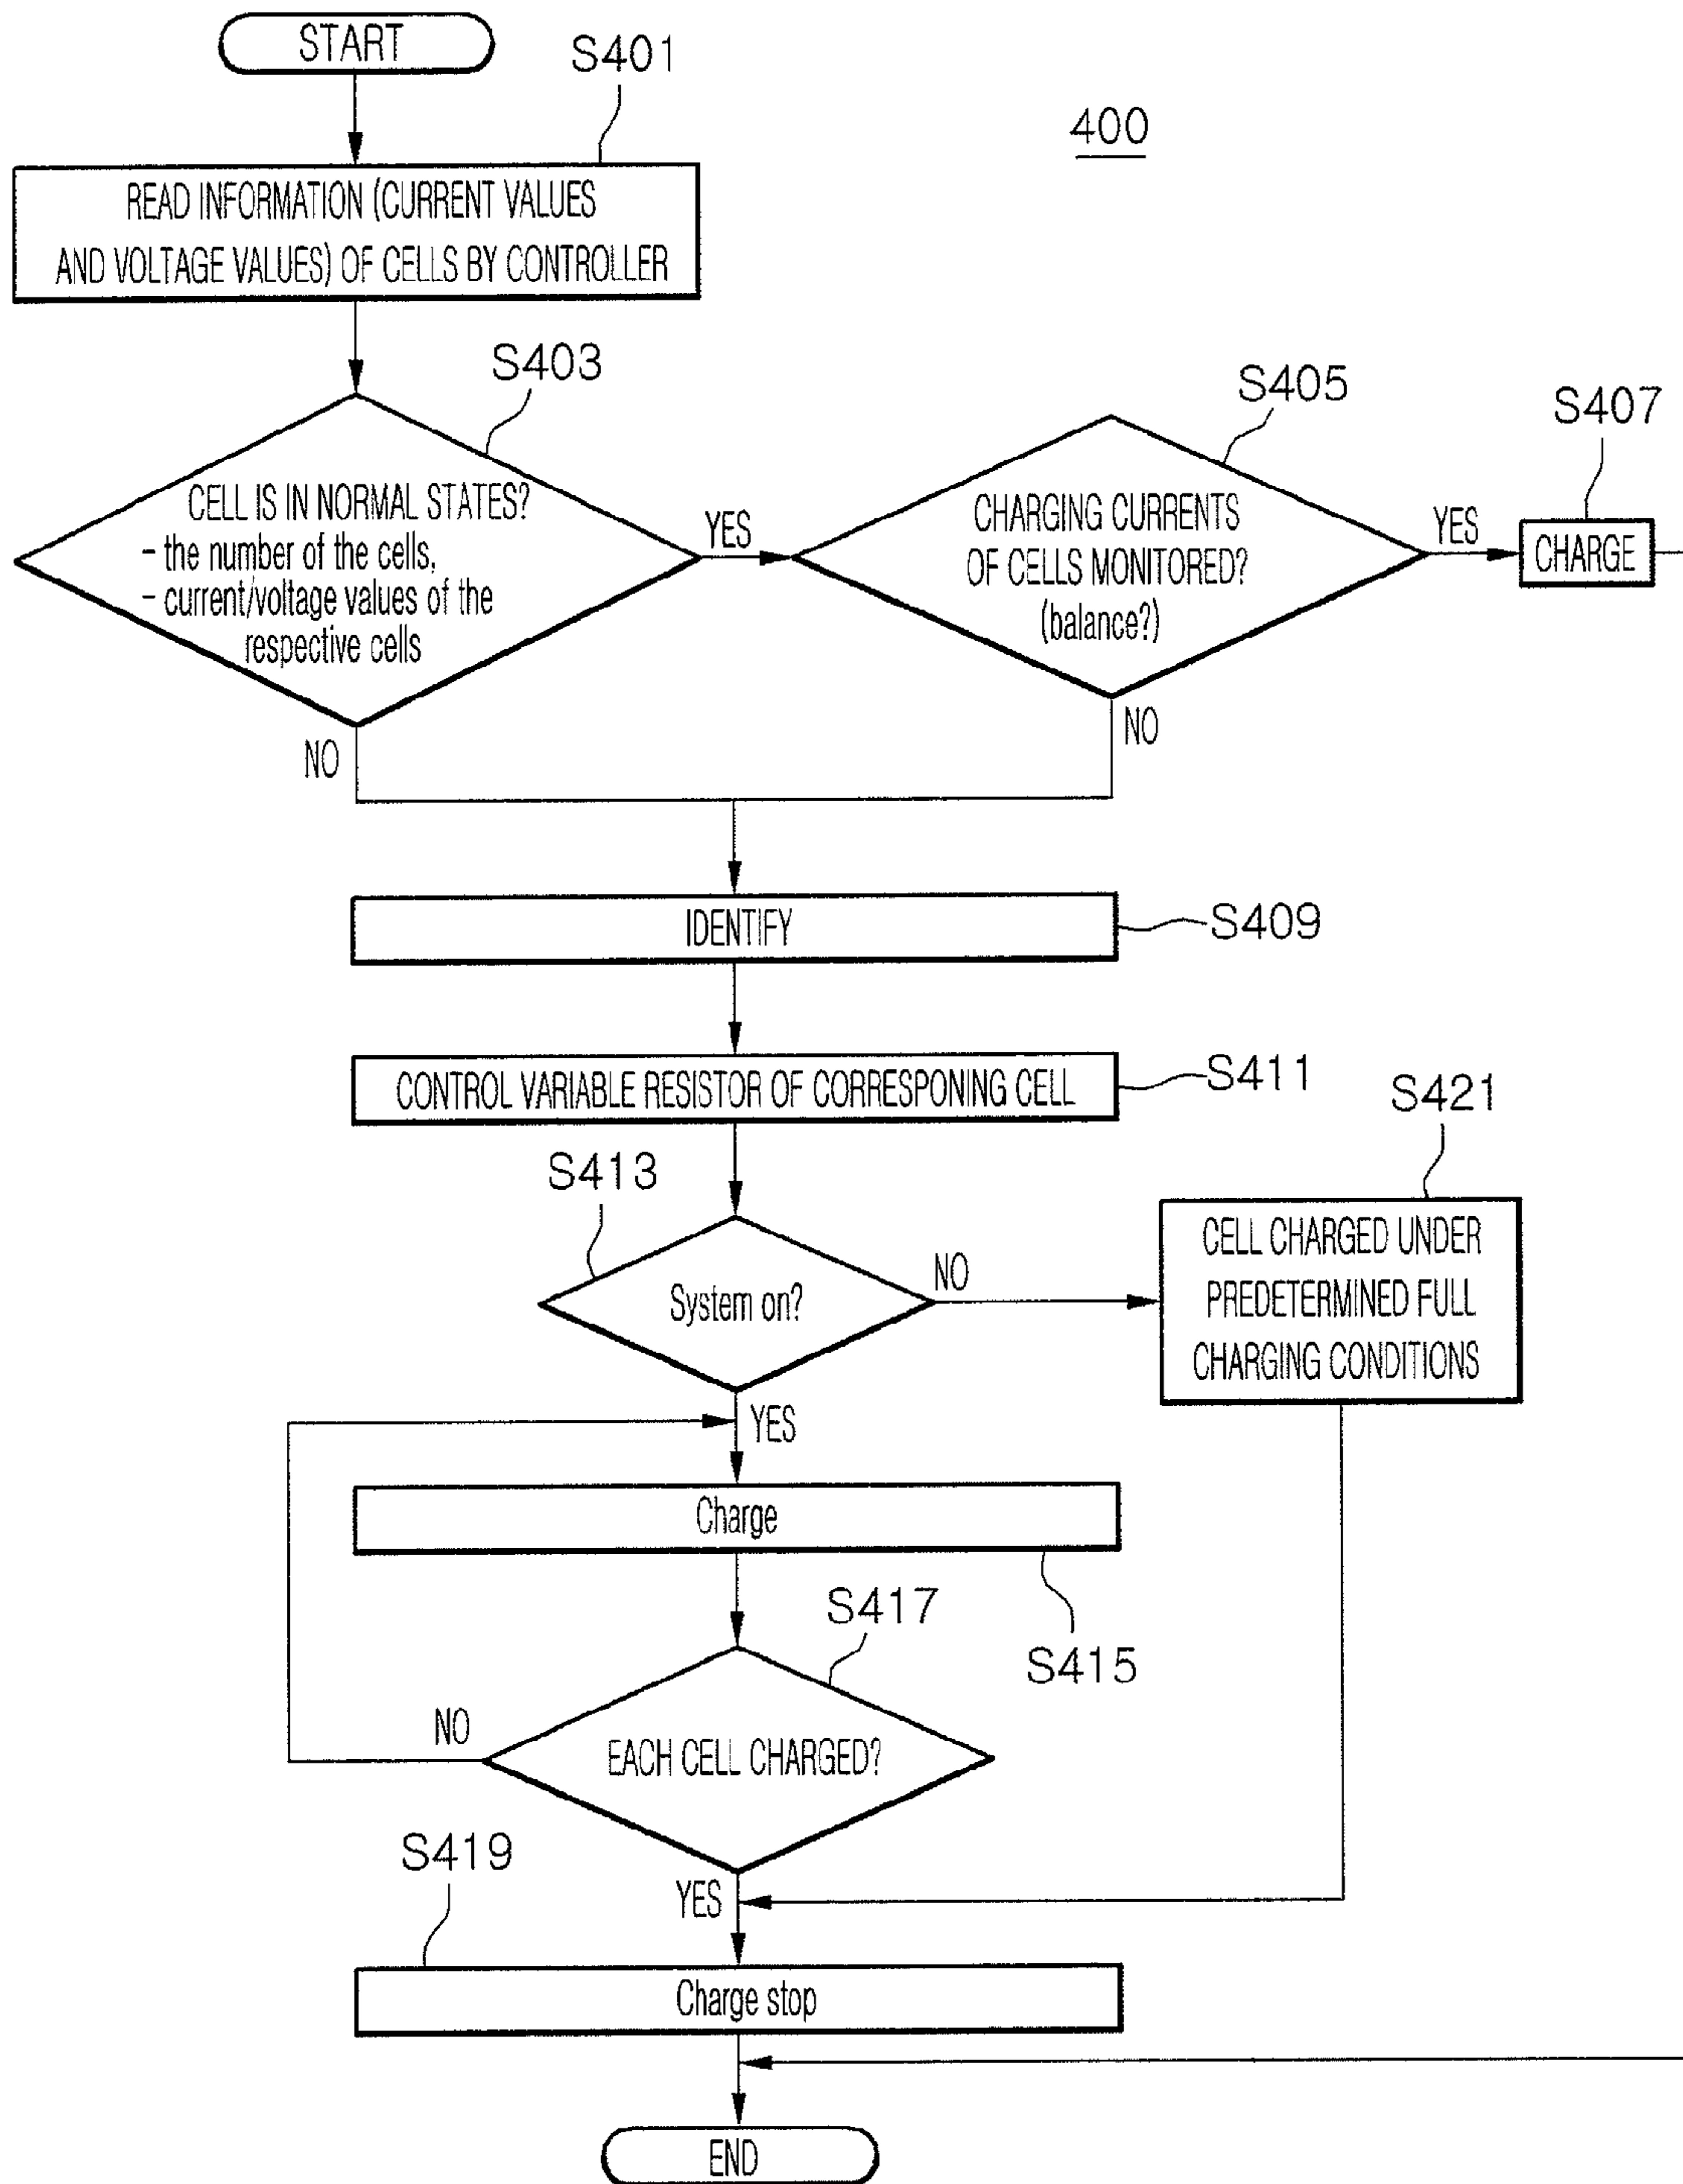 START
S401
400
READ INFORMATION (CURRENT VALUES
AND VOLTAGE VALUES) OF CELLS BY CONTROLLER
S403
S405
S407
CELL IS IN NORMAL STATES?
- the number of the cells,
- current/voltage values of the
respective cells
YES
CHARGING CURRENTS
OF CELLS MONITORED?
(balance?)
YES
CHARGE
NO
NO
IDENTIFY
S409
CONTROL VARIABLE RESISTOR OF CORRESPONING CELL
S411
S421
S413
System on?
NO
CELL CHARGED UNDER
PREDETERMINED FULL
CHARGING CONDITIONS
YES
Charge
S417
S415
NO
EACH CELL CHARGED?
S419
YES
Charge stop
END